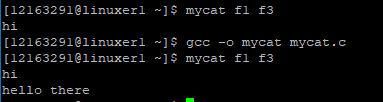 [12163291@linuxer1 ~]$ mycat f1 f3
hi
[12163291@linuxer1 ~]$ gcc -o mycat mycat.c
[12163291@linuxer1 ~]$ mycat f1 f3
hi
hello there